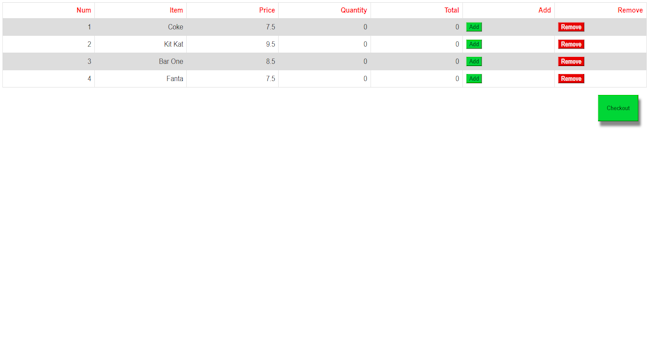 Num Item Price Quantity Total Add Remove
1 Coke 7.5 0 0 Add Remove
2 Kit Kat 9.5 0 0 Add Remove
3 Bar One 8.5 0 0 Add Remove
4 Fanta 7.5 0 0 Add Remove
Checkout